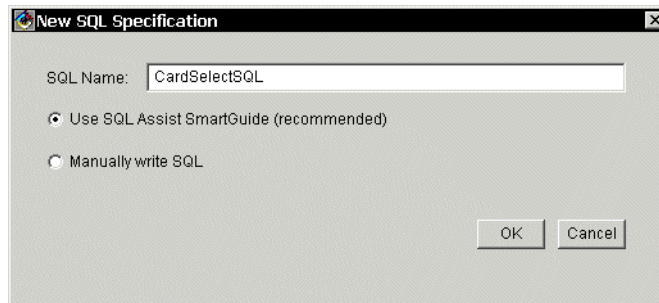 New SQL Specification
SQL Name: CardSelectSQL
Use SQL Assist SmartGuide (recommended)
Manually write SQL
OK Cancel